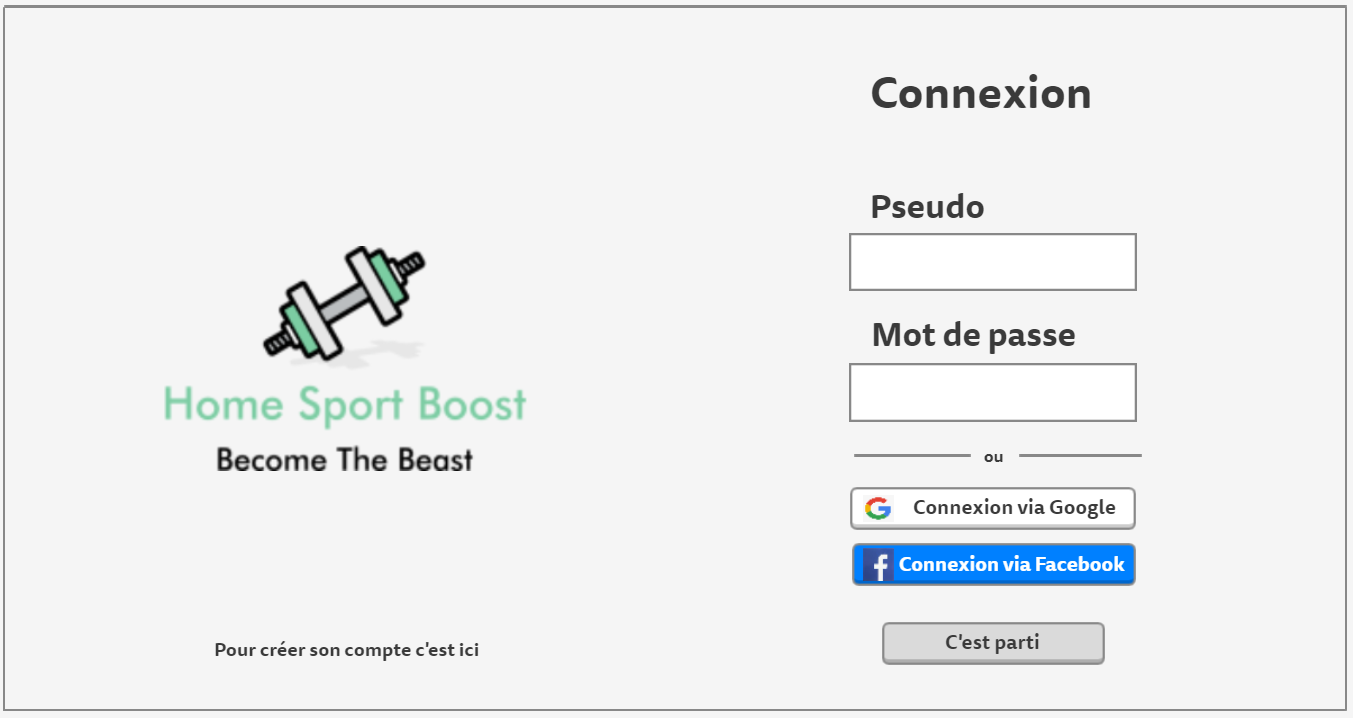 Home Sport Boost
Become The Beast
Pour créer son compte c'est ici
Connexion
Pseudo
Mot de passe
ou
Connexion via Google
f Connexion via Facebook
C'est parti